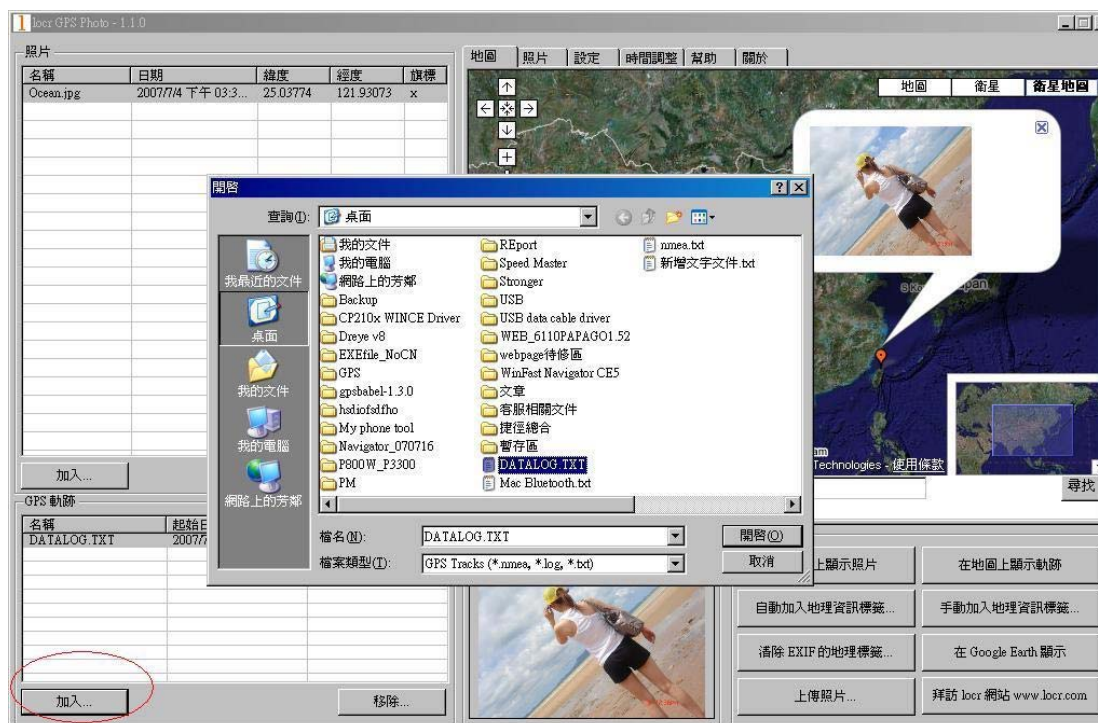 locr GPS Photo - 1.1.0
照片
名稱 日期 緯度 經度 旗標
Ocean.jpg 2007/7/4 下午 03:3... 25.03774 121.93073 x
加入...
GPS 軌跡
名稱 起始日
DATALOG.TXT 2007/7
加入... 移除...
地圖 照片 設定 時間調整 幫助 關於
地圖 衛星 衛星地圖
Technologies - 使用條款
尋找
開啓
查詢(I): 桌面
我最近的文件
桌面
我的文件
我的電腦
網路上的芳鄰
我的文件
我的電腦
網路上的芳鄰
Backup
CP210x WINCE Driver
Dreye v8
EXEfile_NoCN
GPS
gpsbabel-1.3.0
hsdiofsdfho
My phone tool
Navigator_070716
P800W_P3300
PM
REport
Speed Master
Stronger
USB
USB data cable driver
WEB_6110PAPAGO1.52
webpage待修區
WinFast Navigator CE5
文章
客服相關文件
捷徑總合
暫存區
DATALOG.TXT
Mac Bluetooth.txt
nmea.txt
新增文字文件.txt
檔名(N): DATALOG.TXT 開啓(O)
檔案類型(T): GPS Tracks (*.nmea, *.log, *.txt) 取消
上顯示照片 在地圖上顯示軌跡
自動加入地理資訊標籤... 手動加入地理資訊標籤...
清除 EXIF 的地理標籤... 在 Google Earth 顯示
上傳照片... 拜訪 locr 網站 www.locr.com